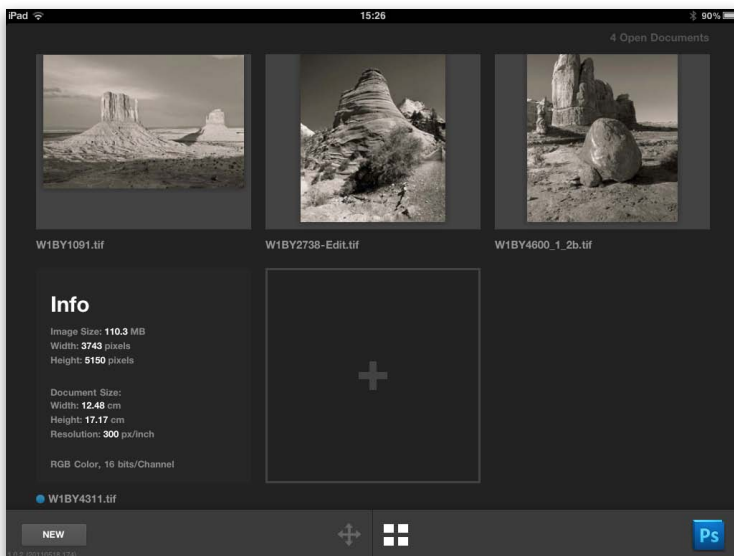 iPad 15:26 90%
4 Open Documents
W1BY1091.tif W1BY2738-Edit.tif W1BY4600_1_2b.tif
Info
Image Size: 110.3 MB
Width: 3743 pixels
Height: 5150 pixels
Document Size:
Width: 12.48 cm
Height: 17.17 cm
Resolution: 300 px/inch
RGB Color, 16 bits/Channel
W1BY4311.tif
NEW
Ps